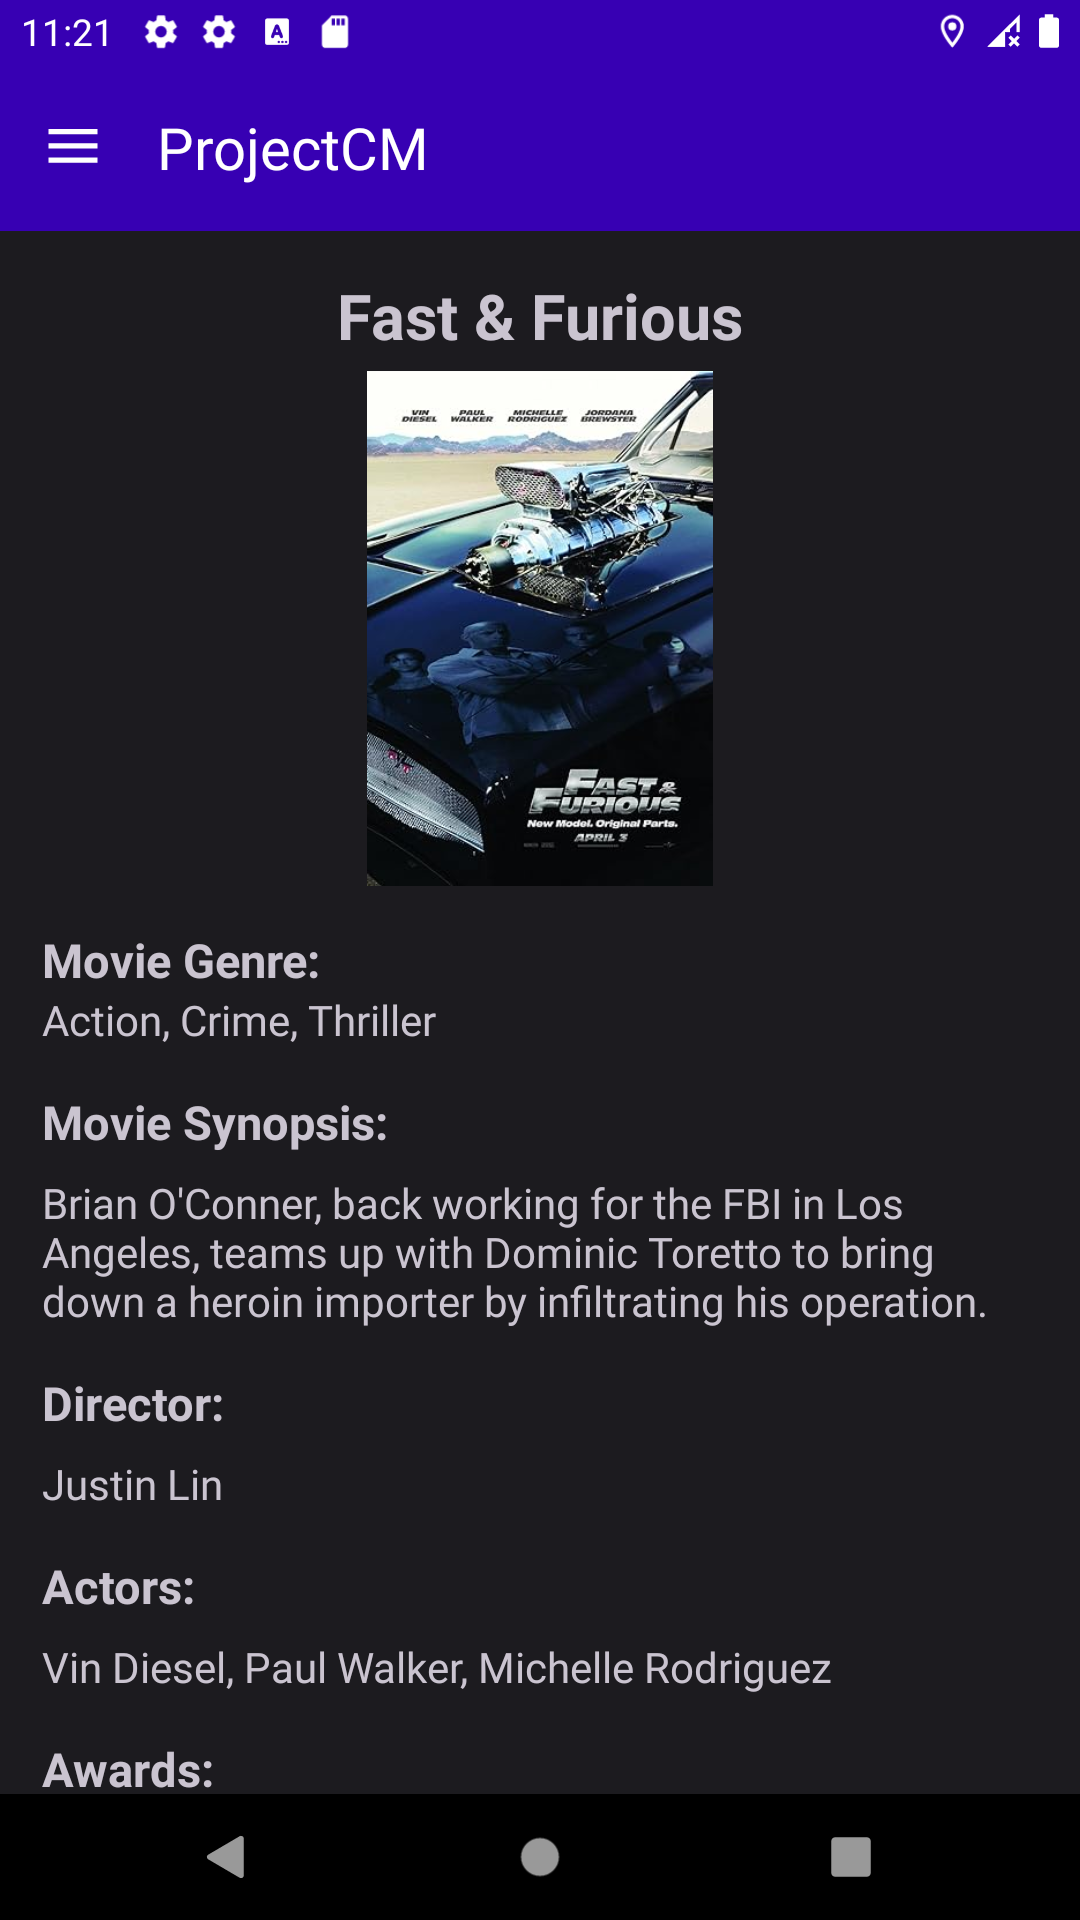 11:21
ProjectCM
Fast & Furious
VIN DIESEL PAUL WALKER MICHELLE RODRIGUEZ JORDANA BREWSTER
FAST &
FURIOUS
New Model. Original Parts.
APRIL 3
Movie Genre:
Action, Crime, Thriller
Movie Synopsis:
Brian O'Conner, back working for the FBI in Los
Angeles, teams up with Dominic Toretto to bring
down a heroin importer by infiltrating his operation.
Director:
Justin Lin
Actors:
Vin Diesel, Paul Walker, Michelle Rodriguez
Awards: